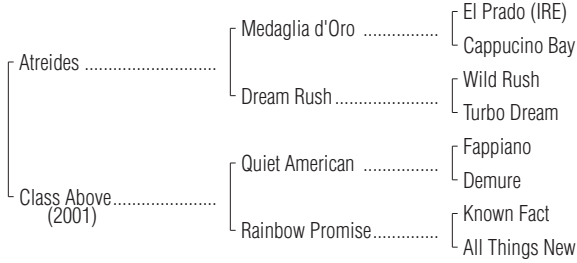 El Prado (IRE)
Medaglia d'Oro ................
Cappucino Bay
Atreides ............................
Wild Rush
Dream Rush......................
Turbo Dream
Fappiano
Quiet American ................
Demure
Class Above......................
(2001)
Known Fact
Rainbow Promise..............
All Things New